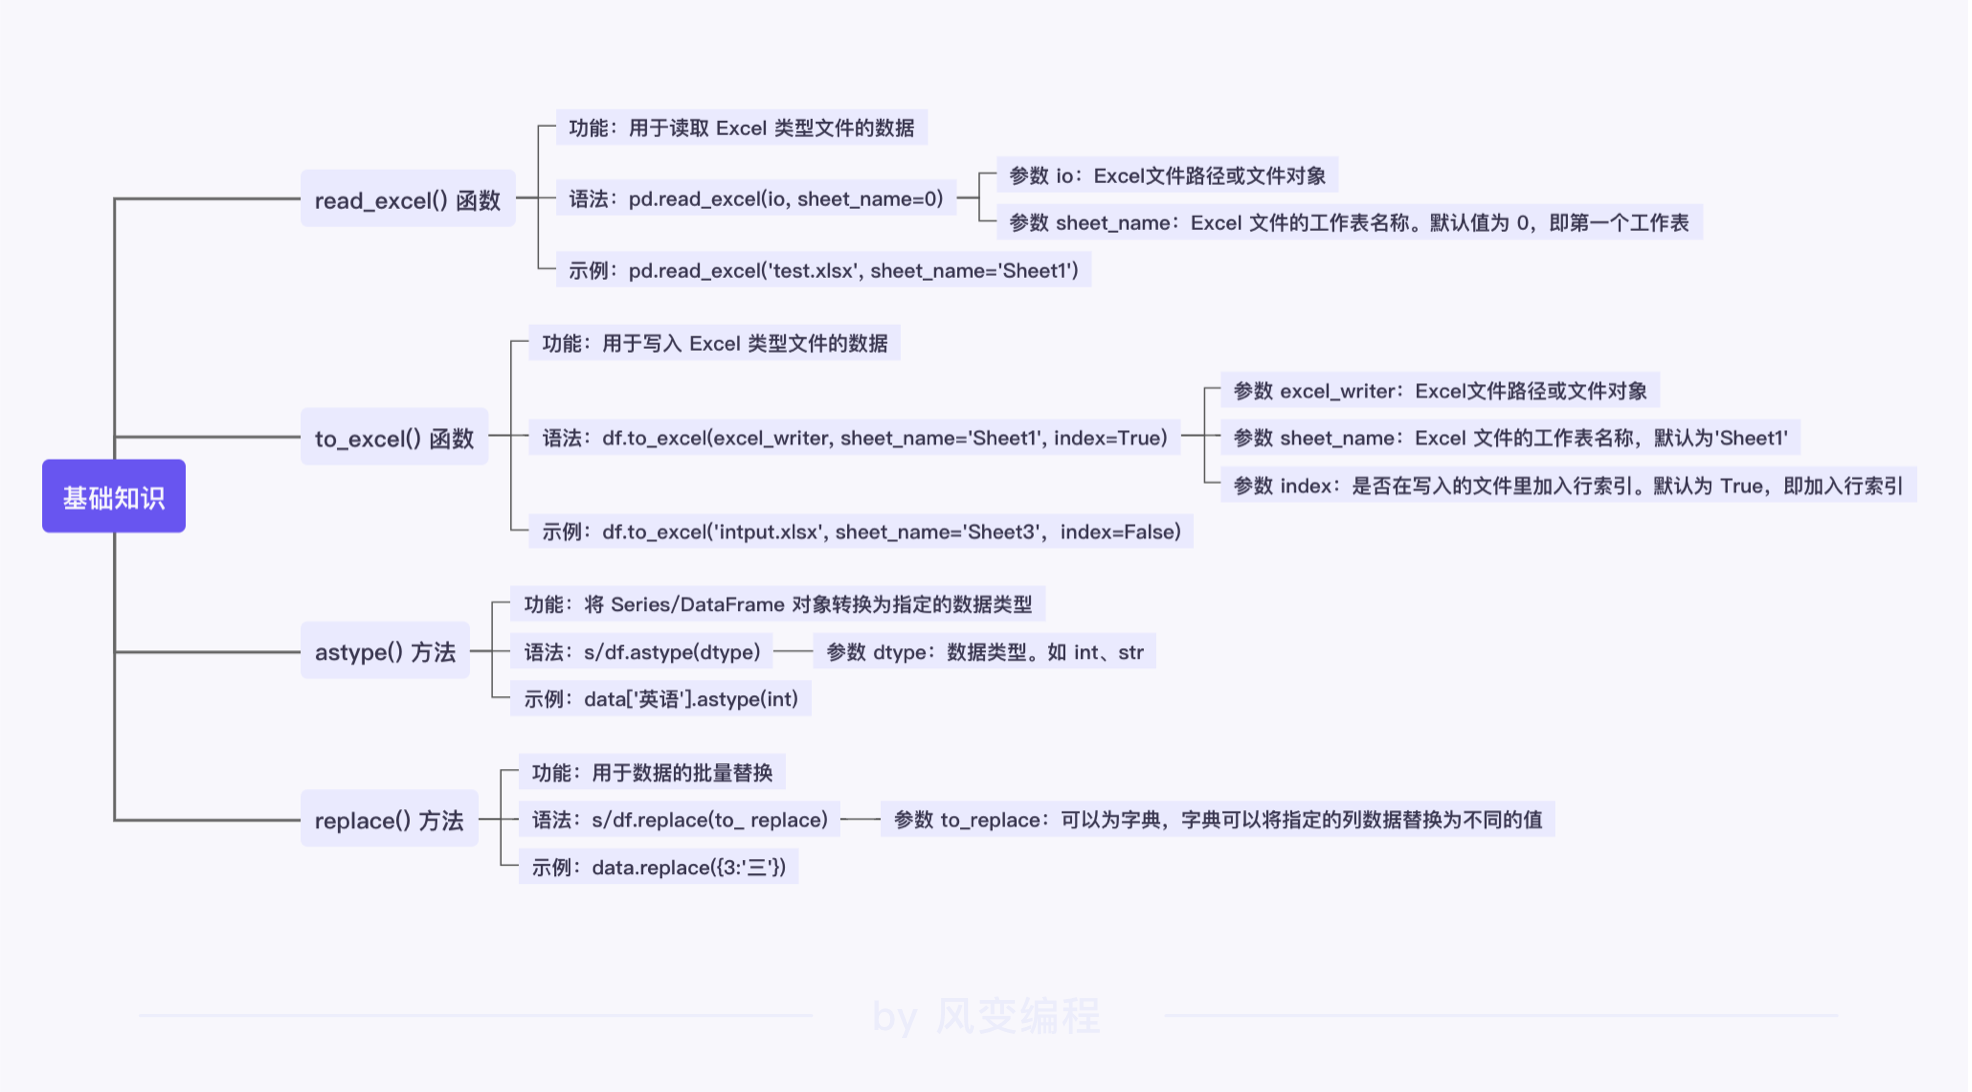 基础知识
read_excel() 函数
功能：用于读取 Excel 类型文件的数据
语法：pd.read_excel(io, sheet_name=0)
参数 io：Excel文件路径或文件对象
参数 sheet_name：Excel 文件的工作表名称。默认值为 0，即第一个工作表
示例：pd.read_excel('test.xlsx', sheet_name='Sheet1')
to_excel() 函数
功能：用于写入 Excel 类型文件的数据
语法：df.to_excel(excel_writer, sheet_name='Sheet1', index=True)
参数 excel_writer：Excel文件路径或文件对象
参数 sheet_name：Excel 文件的工作表名称，默认为'Sheet1'
参数 index：是否在写入的文件里加入行索引。默认为 True，即加入行索引
示例：df.to_excel('intput.xlsx', sheet_name='Sheet3'，index=False)
astype() 方法
功能：将 Series/DataFrame 对象转换为指定的数据类型
语法：s/df.astype(dtype)
参数 dtype：数据类型。如 int、str
示例：data['英语'].astype(int)
replace() 方法
功能：用于数据的批量替换
语法：s/df.replace(to_ replace)
参数 to_replace：可以为字典，字典可以将指定的列数据替换为不同的值
示例：data.replace({3:'三'})
by 风变编程